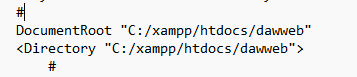 #
DocumentRoot "C:/xampp/htdocs/dawweb"
<Directory "C:/xampp/htdocs/dawweb">
#